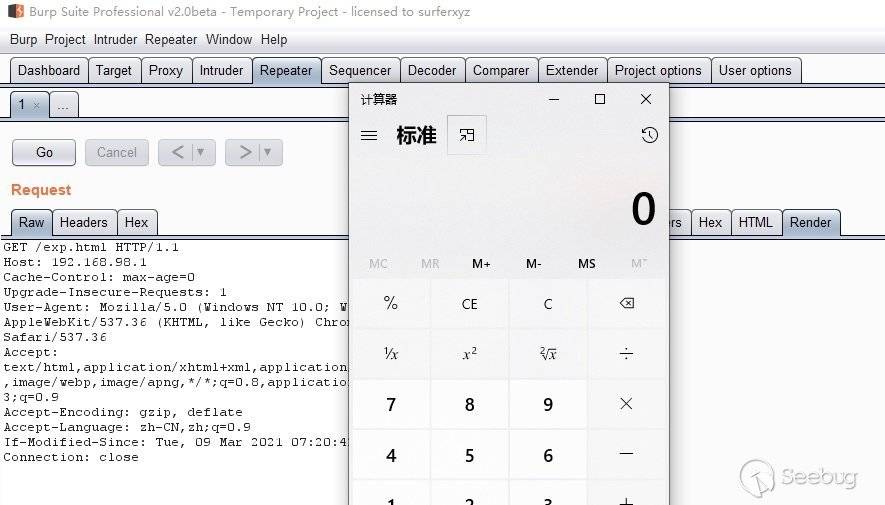 Burp Suite Professional v2.0beta - Temporary Project - licensed to surferxyz
Burp Project Intruder Repeater Window Help
Dashboard Target Proxy Intruder Repeater Sequencer Decoder Comparer Extender Project options User options
1 × ...
Go Cancel < ▼ > ▼
Request
Raw Headers Hex
GET /exp.html HTTP/1.1
Host: 192.168.98.1
Cache-Control: max-age=0
Upgrade-Insecure-Requests: 1
User-Agent: Mozilla/5.0 (Windows NT 10.0; W
AppleWebKit/537.36 (KHTML, like Gecko) Chro
Safari/537.36
Accept:
text/html,application/xhtml+xml,application
,image/webp,image/apng,*/*;q=0.8,application
3;q=0.9
Accept-Encoding: gzip, deflate
Accept-Language: zh-CN,zh;q=0.9
If-Modified-Since: Tue, 09 Mar 2021 07:20:4
Connection: close
计算器
标准
0
MC MR M+ M- MS M˅
% CE C ⌫
¹/x x² ²√x ÷
7 8 9 ×
4 5 6 −
1 2 3 +
Hex HTML Render
Seebug